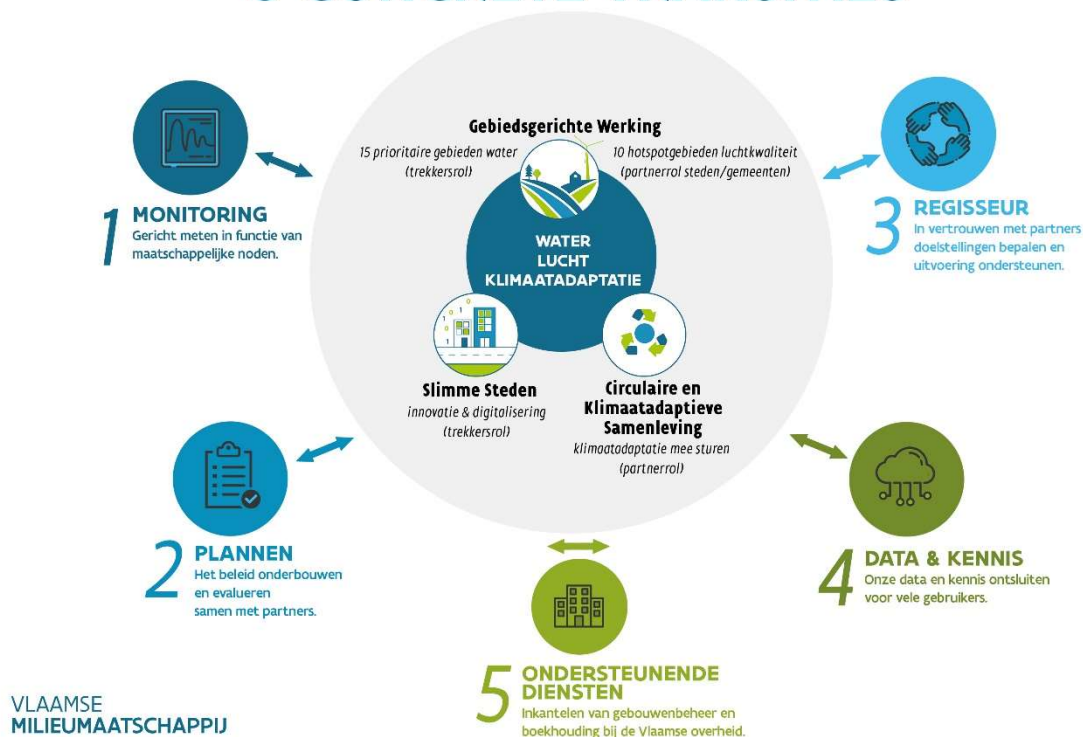 Gebiedsgerichte Werking
15 prioritaire gebieden water
(trekkersrol)
10 hotspotgebieden luchtkwaliteit
(partnerrol steden/gemeenten)
WATER
LUCHT
KLIMAATADAPTATIE
Slimme Steden
innovatie & digitalisering
(trekkersrol)
Circulaire en
Klimaatadaptieve
Samenleving
klimaatadaptatie mee sturen
(partnerrol)
1 MONITORING
Gericht meten in functie van
maatschappelijke noden.
2 PLANNEN
Het beleid onderbouwen
en evalueren
samen met partners.
3 REGISSEUR
In vertrouwen met partners
doelstellingen bepalen en
uitvoering ondersteunen.
4 DATA & KENNIS
Onze data en kennis ontsluiten
voor vele gebruikers.
5 ONDERSTEUNENDE
DIENSTEN
Inkantelen van gebouwenbeheer en
boekhouding bij de Vlaamse overheid.
VLAAMSE
MILIEUMAATSCHAPPIJ